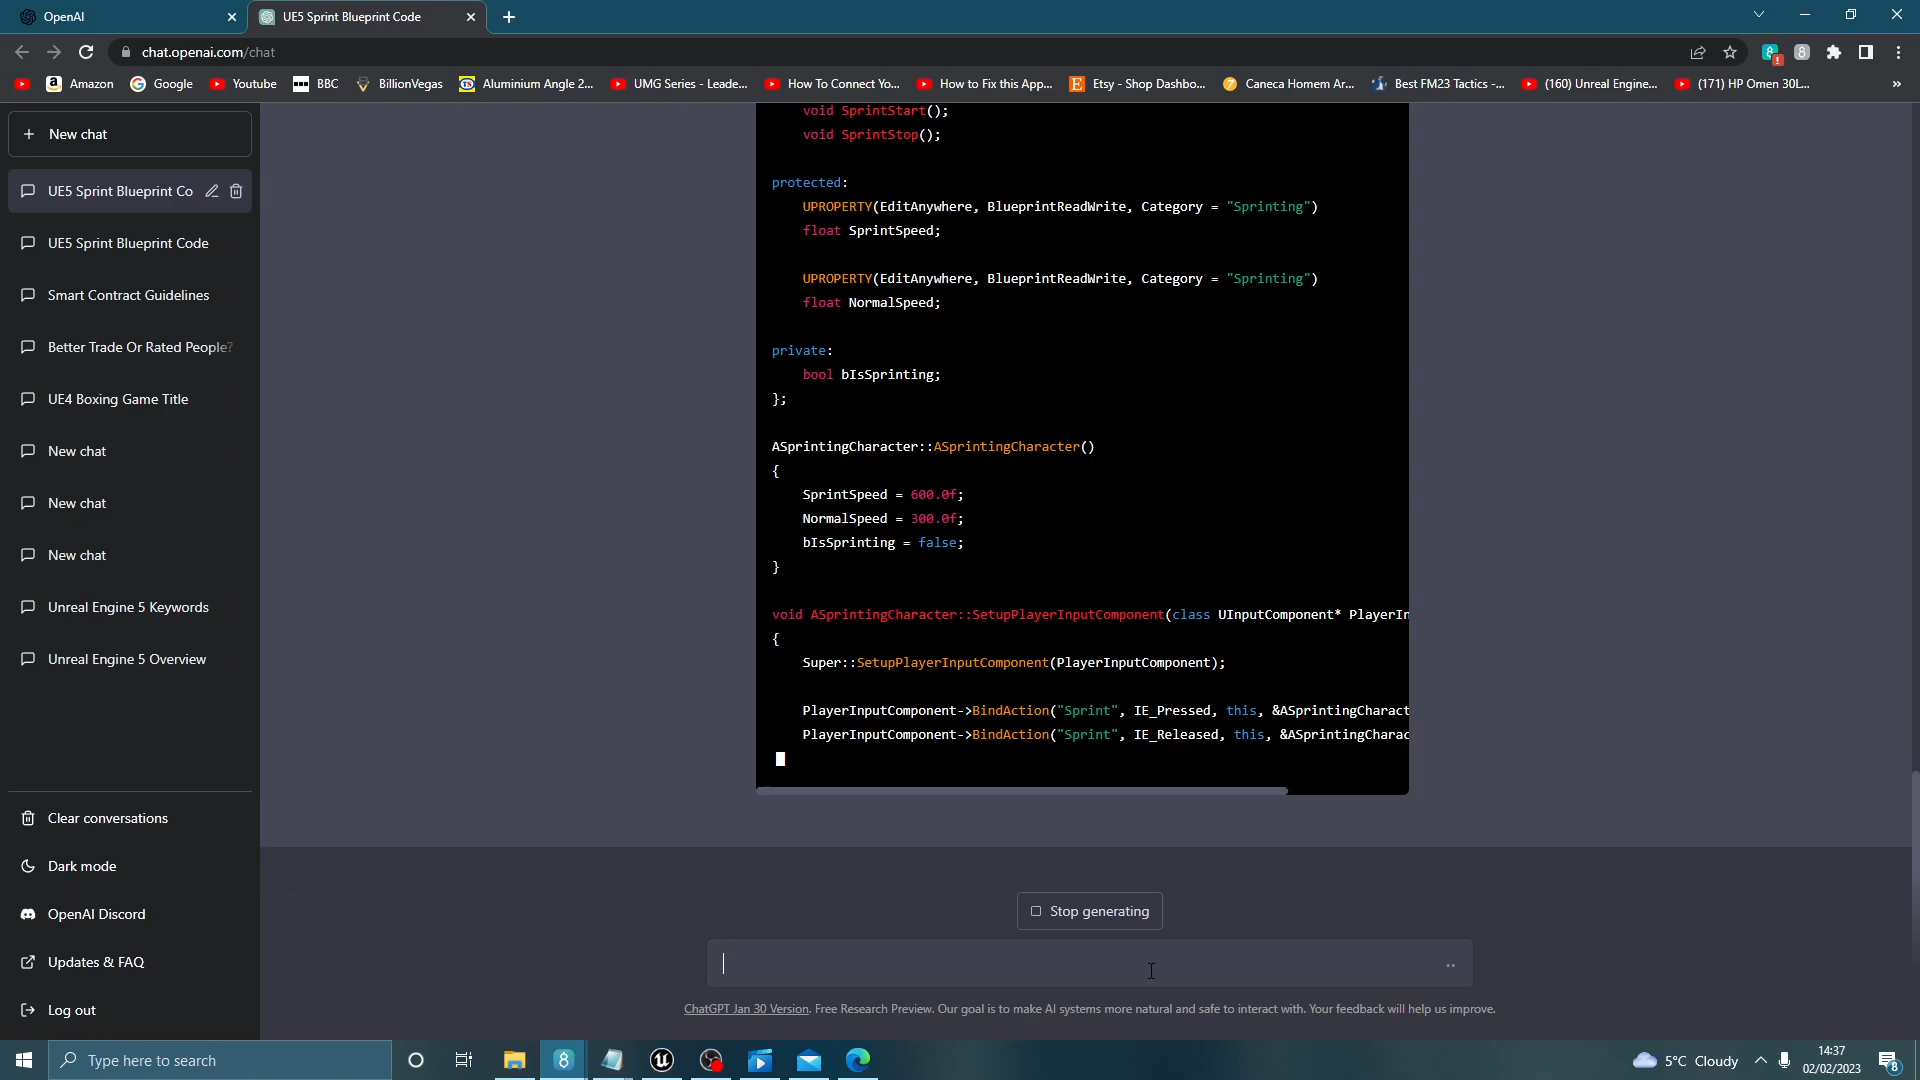 OpenAI
UE5 Sprint Blueprint Code
chat.openai.com/chat
Amazon
Google
Youtube
BBC
BillionVegas
Aluminium Angle 2...
UMG Series - Leade...
How To Connect Yo...
How to Fix this App...
Etsy - Shop Dashbo...
Caneca Homem Ar...
Best FM23 Tactics -...
(160) Unreal Engine...
(171) HP Omen 30L...
»
New chat
UE5 Sprint Blueprint Co
UE5 Sprint Blueprint Code
Smart Contract Guidelines
Better Trade Or Rated People?
UE4 Boxing Game Title
New chat
New chat
New chat
Unreal Engine 5 Keywords
Unreal Engine 5 Overview
Clear conversations
Dark mode
OpenAI Discord
Updates & FAQ
Log out
void SprintStart();
void SprintStop();
protected:
UPROPERTY(EditAnywhere, BlueprintReadWrite, Category = "Sprinting")
float SprintSpeed;
UPROPERTY(EditAnywhere, BlueprintReadWrite, Category = "Sprinting")
float NormalSpeed;
private:
bool bIsSprinting;
};
ASprintingCharacter::ASprintingCharacter()
{
SprintSpeed = 600.0f;
NormalSpeed = 300.0f;
bIsSprinting = false;
}
void ASprintingCharacter::SetupPlayerInputComponent(class UInputComponent* PlayerIn
{
Super::SetupPlayerInputComponent(PlayerInputComponent);
PlayerInputComponent->BindAction("Sprint", IE_Pressed, this, &ASprintingCharact
PlayerInputComponent->BindAction("Sprint", IE_Released, this, &ASprintingCharac
Stop generating
ChatGPT Jan 30 Version. Free Research Preview. Our goal is to make AI systems more natural and safe to interact with. Your feedback will help us improve.
Type here to search
5°C Cloudy
14:37
02/02/2023
8